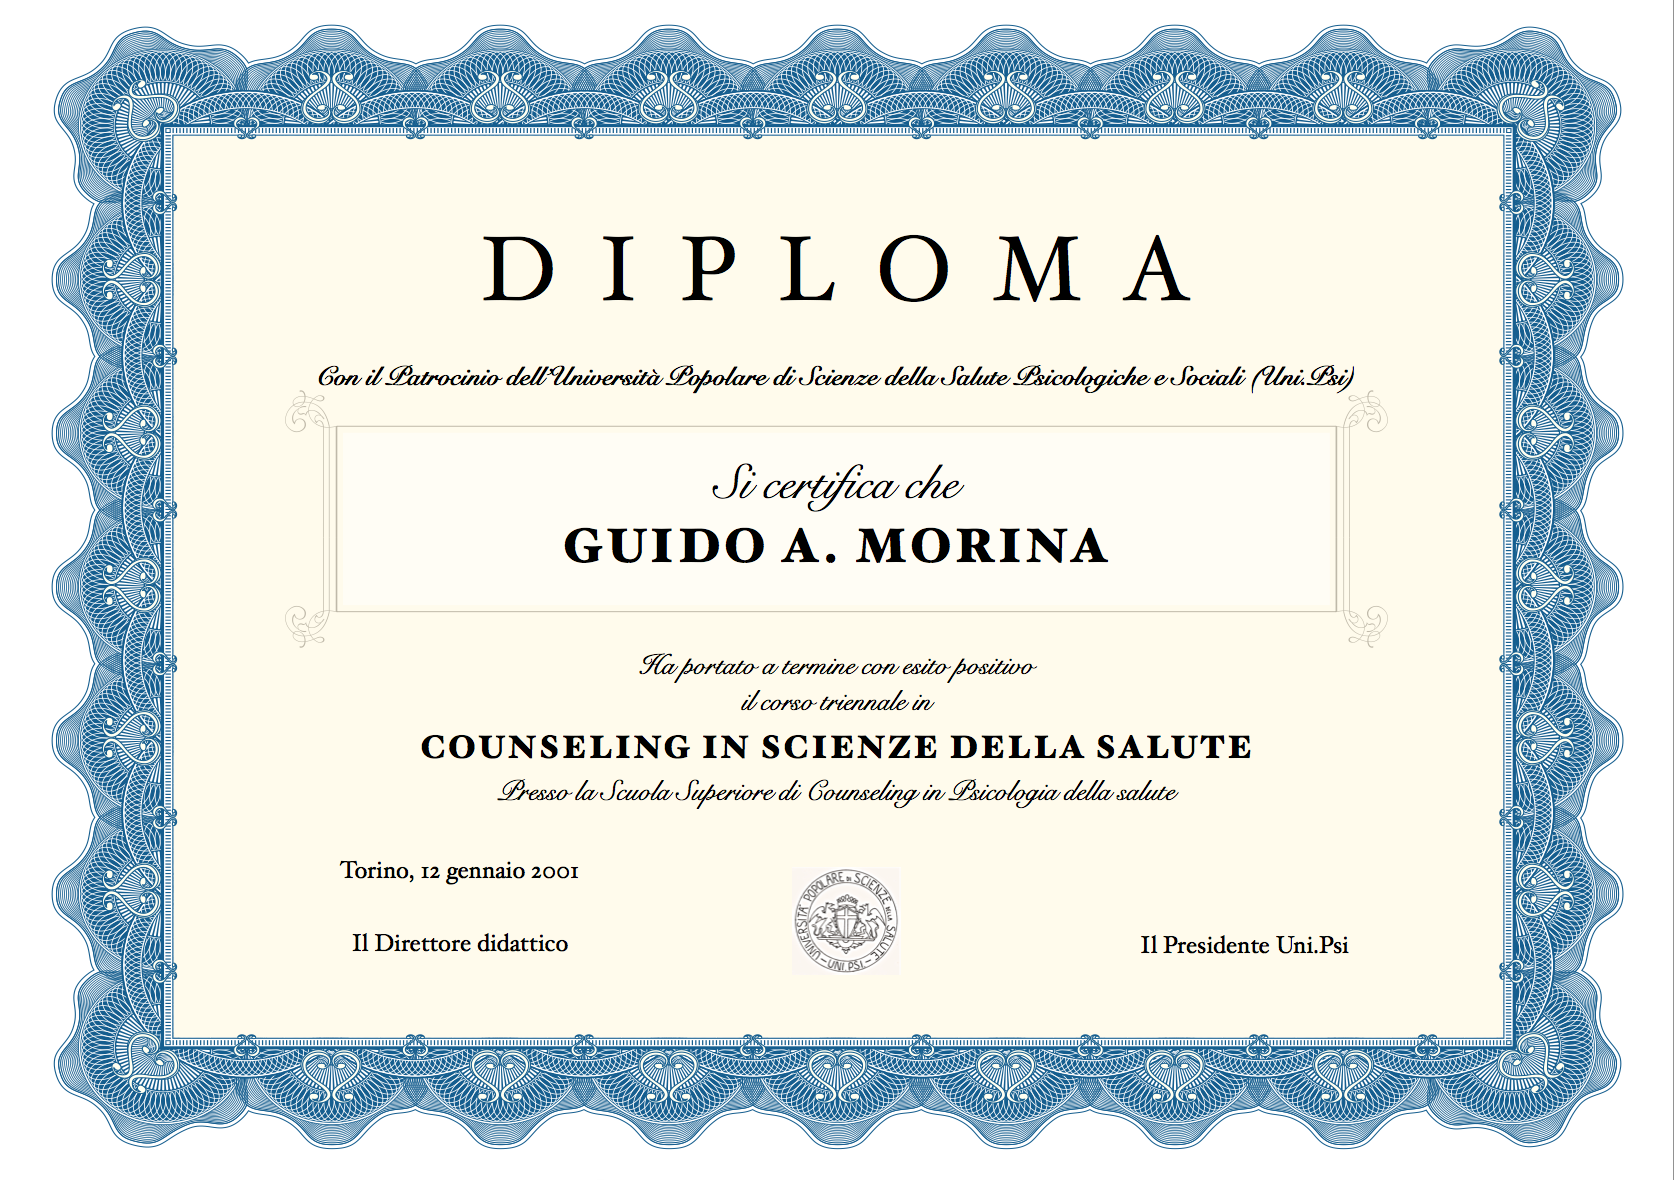 DIPLOMA
Con il Patrocinio dell'Università Popolare di Scienze della Salute Psicologiche e Sociali (Uni.Psi)
Si certifica che
GUIDO A. MORINA
Ha portato a termine con esito positivo
il corso triennale in
COUNSELING IN SCIENZE DELLA SALUTE
Presso la Scuola Superiore di Counseling in Psicologia della salute
Torino, 12 gennaio 2001
UNIVERSITÀ POPOLARE DI SCIENZE DELLA SALUTE - UNI.PSI. -
Il Direttore didattico
Il Presidente Uni.Psi